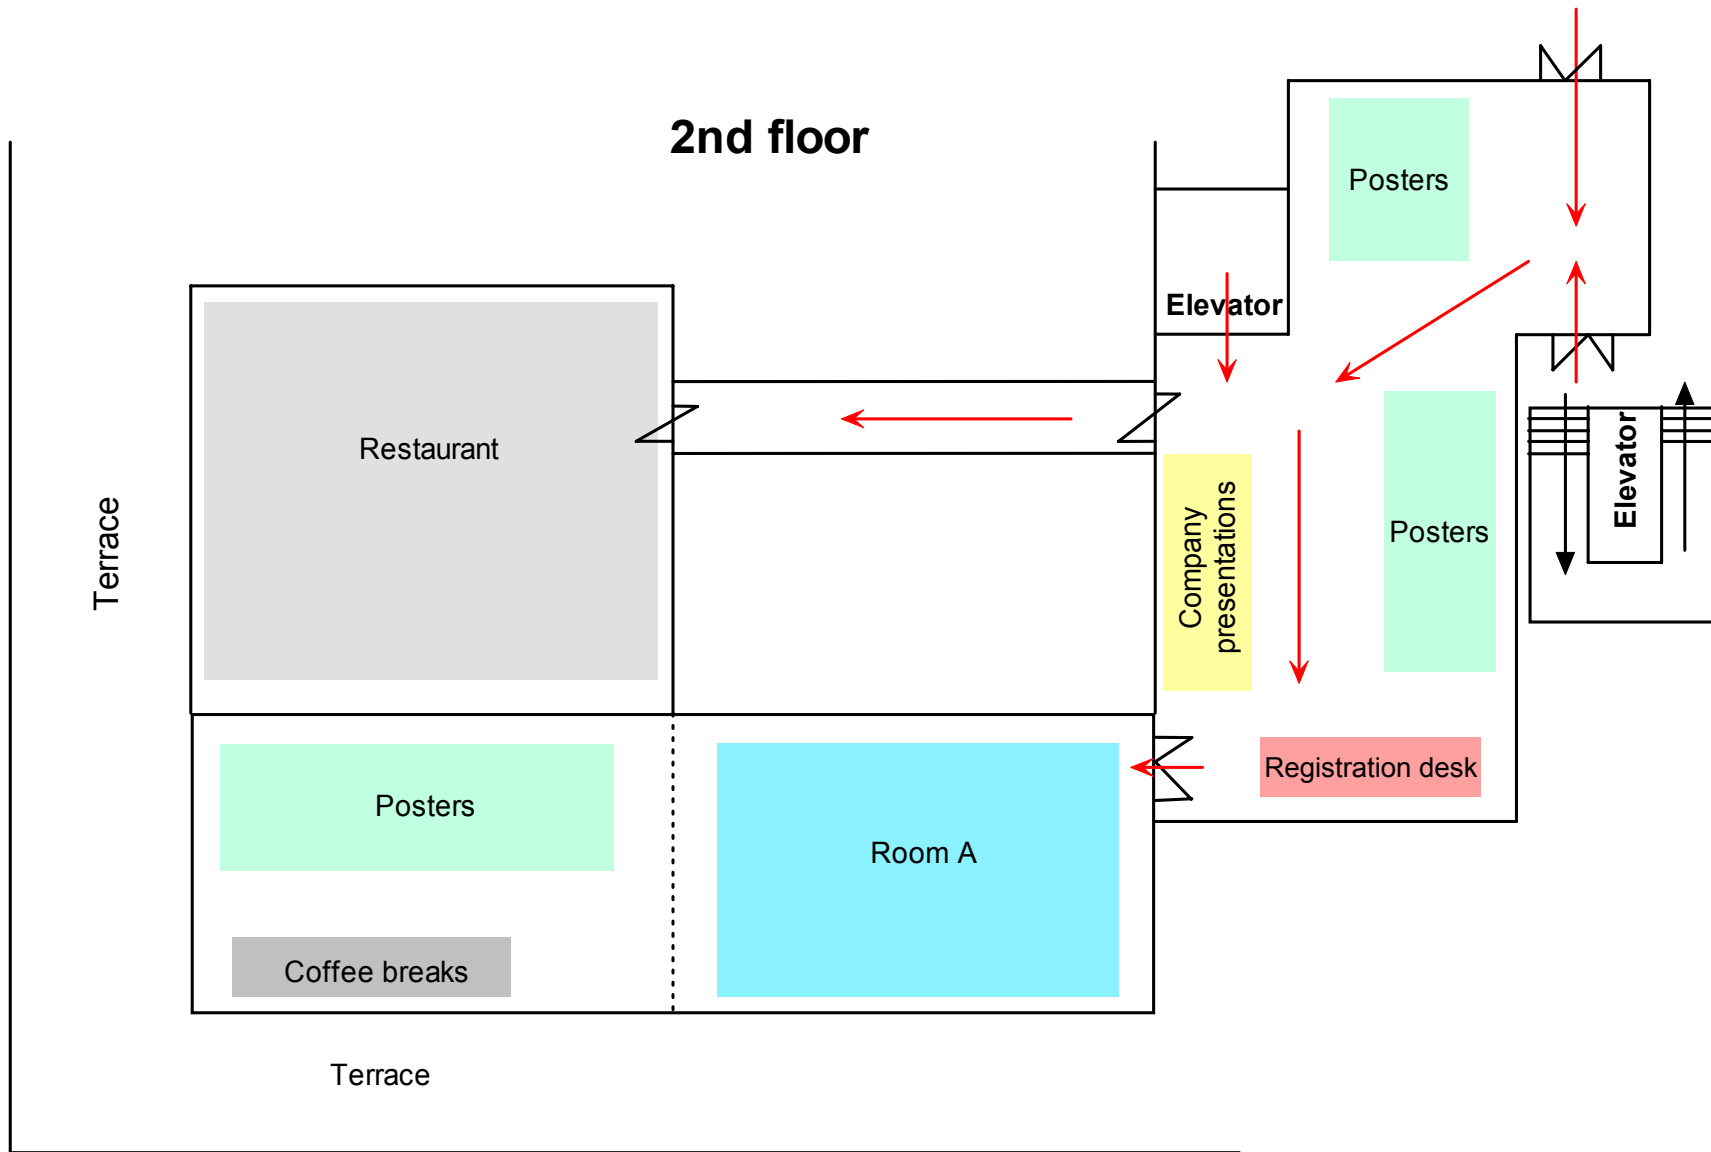 2nd floor
Posters
Elevator
Restaurant
Company
presentations
Posters
Elevator
Terrace
Posters
Room A
Registration desk
Coffee breaks
Terrace